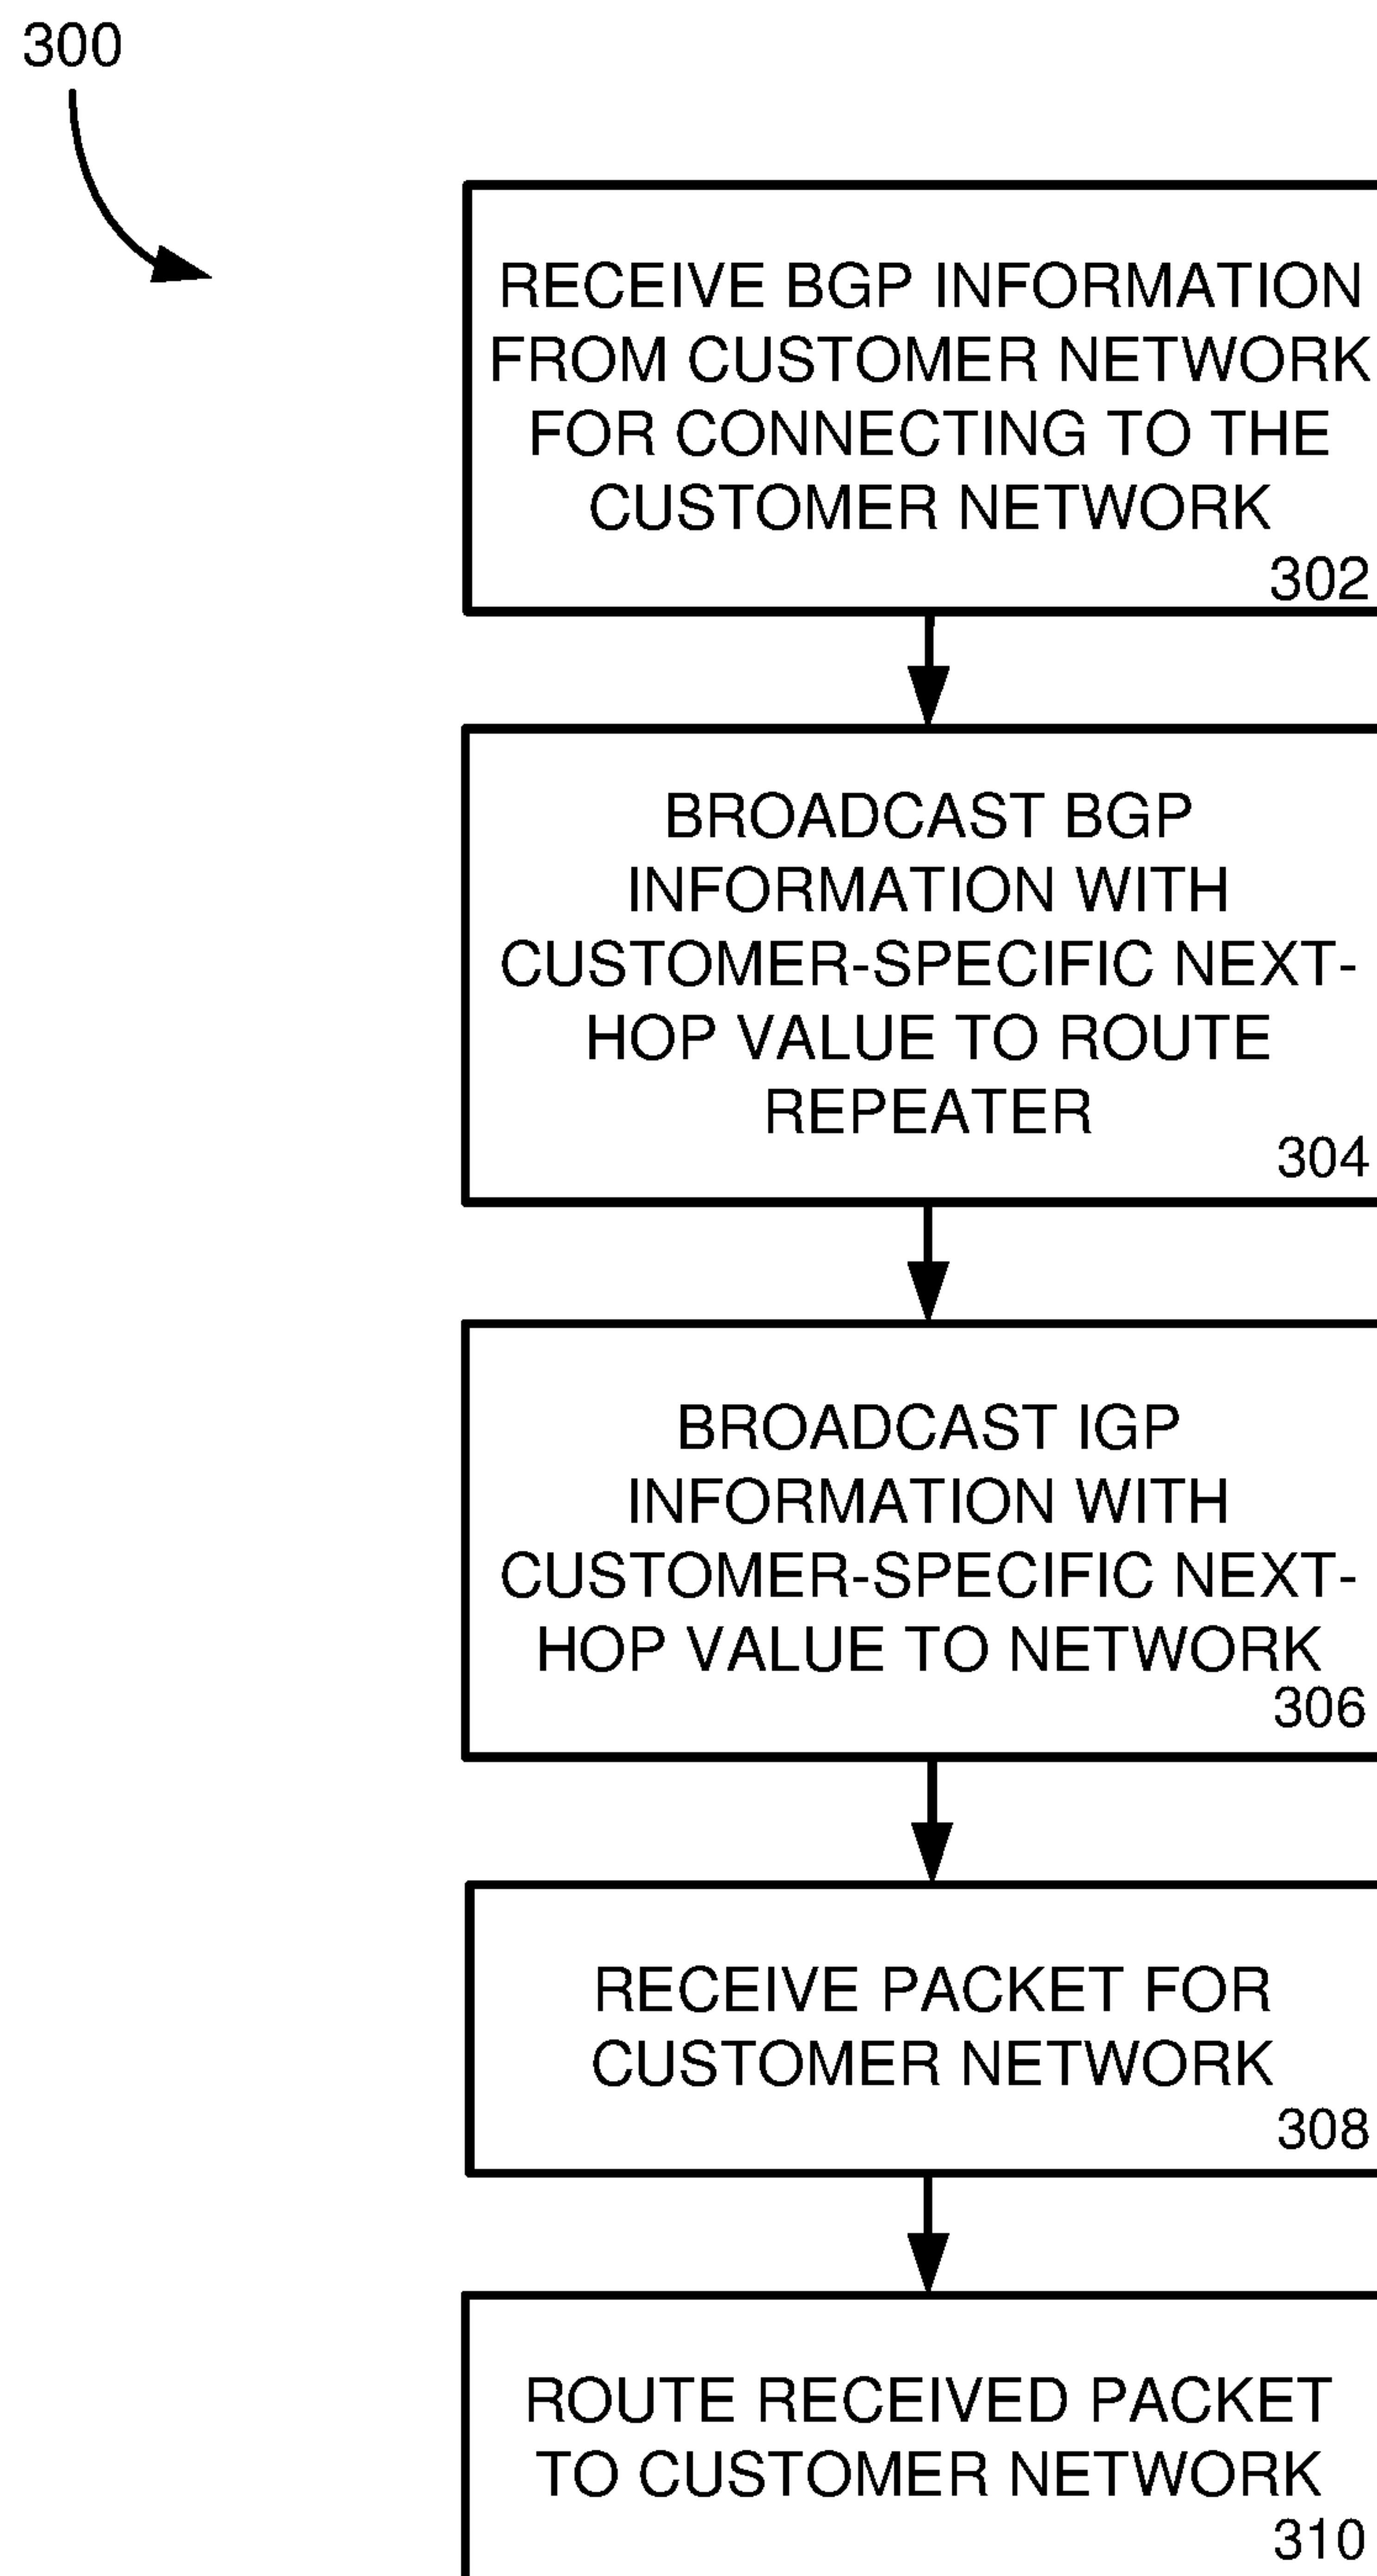 300
RECEIVE BGP INFORMATION
FROM CUSTOMER NETWORK
FOR CONNECTING TO THE
CUSTOMER NETWORK
302
BROADCAST BGP
INFORMATION WITH
CUSTOMER-SPECIFIC NEXT-
HOP VALUE TO ROUTE
REPEATER
304
BROADCAST IGP
INFORMATION WITH
CUSTOMER-SPECIFIC NEXT-
HOP VALUE TO NETWORK
306
RECEIVE PACKET FOR
CUSTOMER NETWORK
308
ROUTE RECEIVED PACKET
TO CUSTOMER NETWORK
310